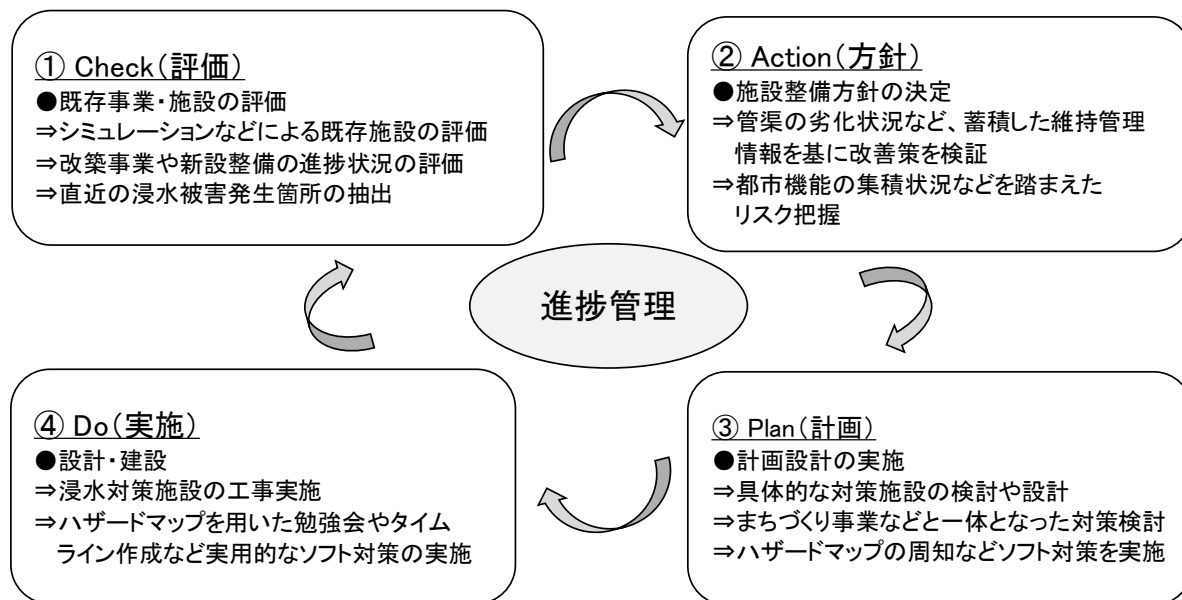 ① Check（評価）
●既存事業・施設の評価
⇒シミュレーションなどによる既存施設の評価
⇒改築事業や新設整備の進捗状況の評価
⇒直近の浸水被害発生箇所の抽出
② Action（方針）
●施設整備方針の決定
⇒管渠の劣化状況など、蓄積した維持管理
情報を基に改善策を検証
⇒都市機能の集積状況などを踏まえた
リスク把握
進捗管理
③ Plan（計画）
●計画設計の実施
⇒具体的な対策施設の検討や設計
⇒まちづくり事業などと一体となった対策検討
⇒ハザードマップの周知などソフト対策を実施
④ Do（実施）
●設計・建設
⇒浸水対策施設の工事実施
⇒ハザードマップを用いた勉強会やタイム
ライン作成など実用的なソフト対策の実施